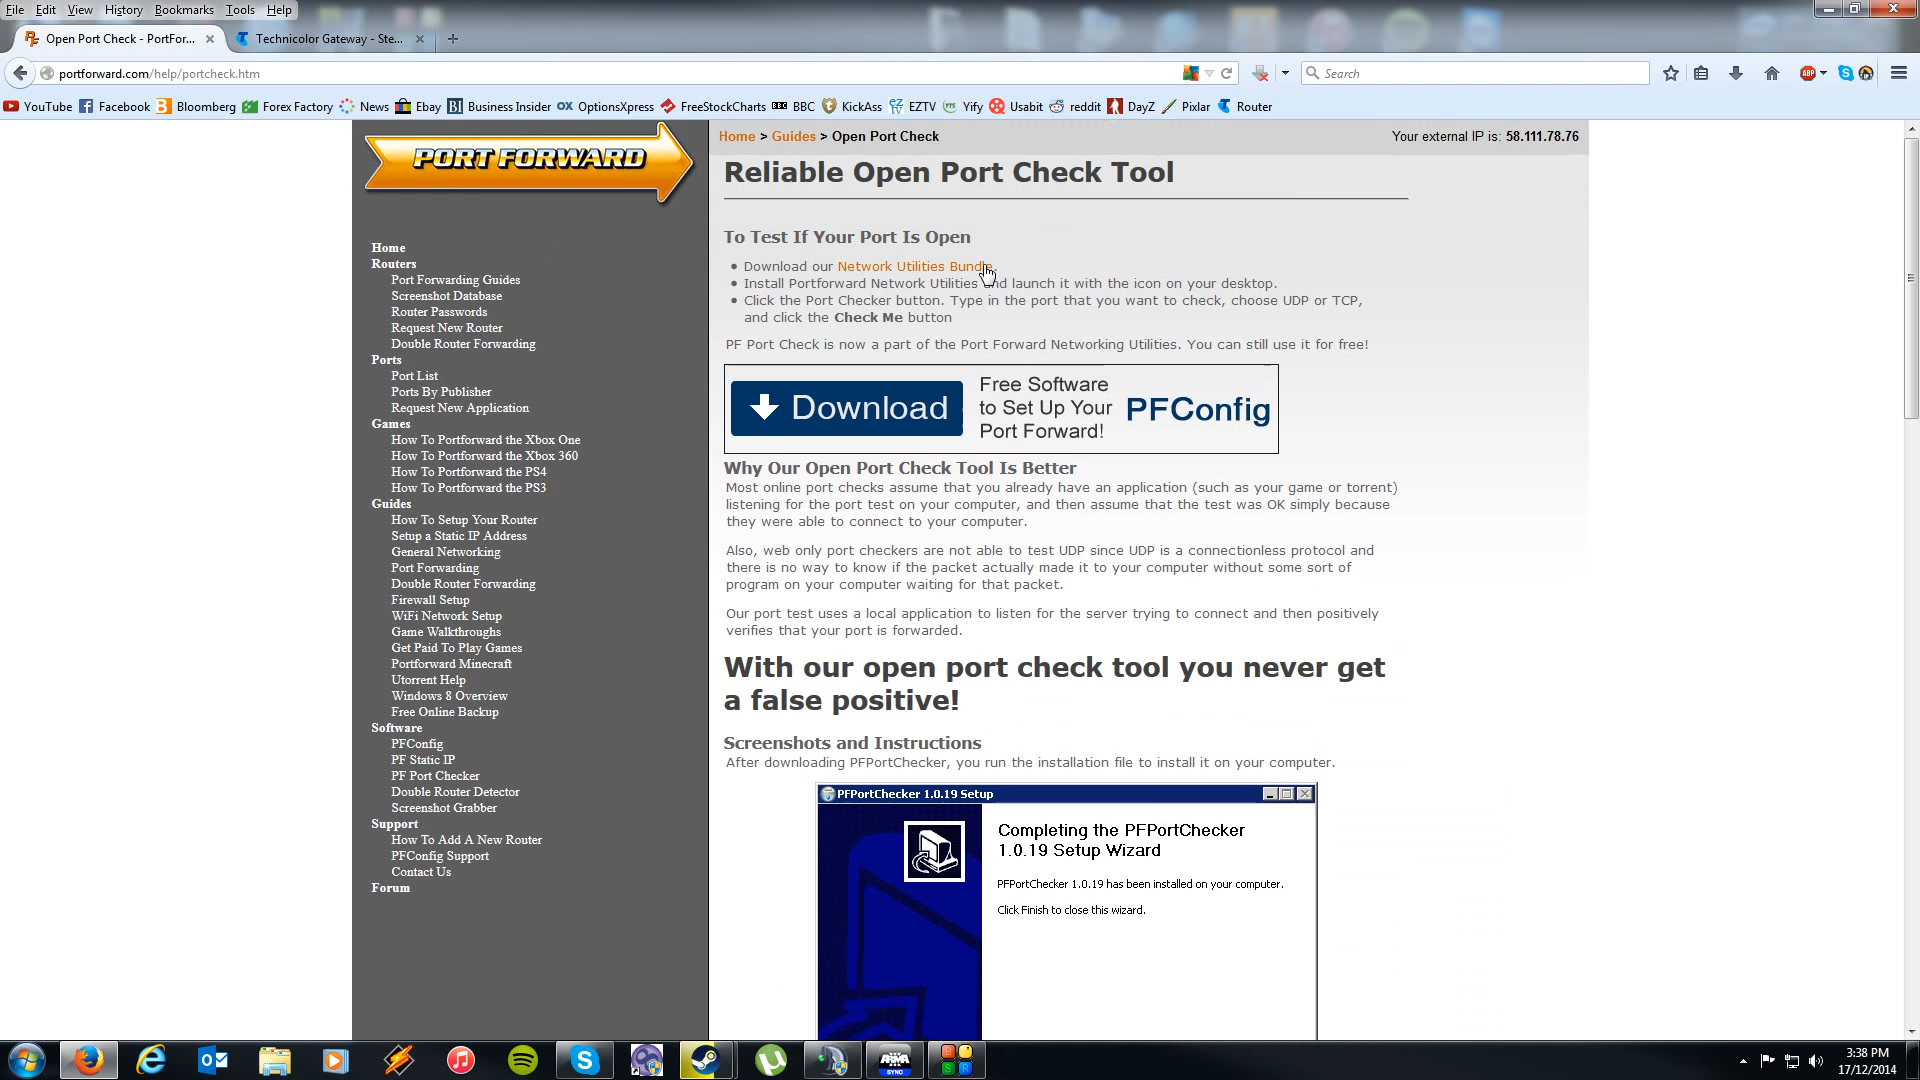 File Edit View History Bookmarks Tools Help
Open Port Check - PortFor... Technicolor Gateway - Ste...
portforward.com/help/portcheck.htm
Search
YouTube Facebook Bloomberg Forex Factory News Ebay Business Insider OptionsXpress FreeStockCharts BBC KickAss EZTV Yify Usabit reddit DayZ Pixlar Router
PORT FORWARD
Home
Routers
Port Forwarding Guides
Screenshot Database
Router Passwords
Request New Router
Double Router Forwarding
Ports
Port List
Ports By Publisher
Request New Application
Games
How To Portforward the Xbox One
How To Portforward the Xbox 360
How To Portforward the PS4
How To Portforward the PS3
Guides
How To Setup Your Router
Setup a Static IP Address
General Networking
Port Forwarding
Double Router Forwarding
Firewall Setup
WiFi Network Setup
Game Walkthroughs
Get Paid To Play Games
Portforward Minecraft
Utorrent Help
Windows 8 Overview
Free Online Backup
Software
PFConfig
PF Static IP
PF Port Checker
Double Router Detector
Screenshot Grabber
Support
How To Add A New Router
PFConfig Support
Contact Us
Forum
Home > Guides > Open Port Check
Your external IP is: 58.111.78.76
Reliable Open Port Check Tool
To Test If Your Port Is Open
• Download our Network Utilities Bundle.
• Install Portforward Network Utilities and launch it with the icon on your desktop.
• Click the Port Checker button. Type in the port that you want to check, choose UDP or TCP,
and click the Check Me button
PF Port Check is now a part of the Port Forward Networking Utilities. You can still use it for free!
Download
Free Software
to Set Up Your
Port Forward!
PFConfig
Why Our Open Port Check Tool Is Better
Most online port checks assume that you already have an application (such as your game or torrent)
listening for the port test on your computer, and then assume that the test was OK simply because
they were able to connect to your computer.
Also, web only port checkers are not able to test UDP since UDP is a connectionless protocol and
there is no way to know if the packet actually made it to your computer without some sort of
program on your computer waiting for that packet.
Our port test uses a local application to listen for the server trying to connect and then positively
verifies that your port is forwarded.
With our open port check tool you never get
a false positive!
Screenshots and Instructions
After downloading PFPortChecker, you run the installation file to install it on your computer.
PFPortChecker 1.0.19 Setup
Completing the PFPortChecker
1.0.19 Setup Wizard
PFPortChecker 1.0.19 has been installed on your computer.
Click Finish to close this wizard.
ARMA
SYNC
3:38 PM
17/12/2014